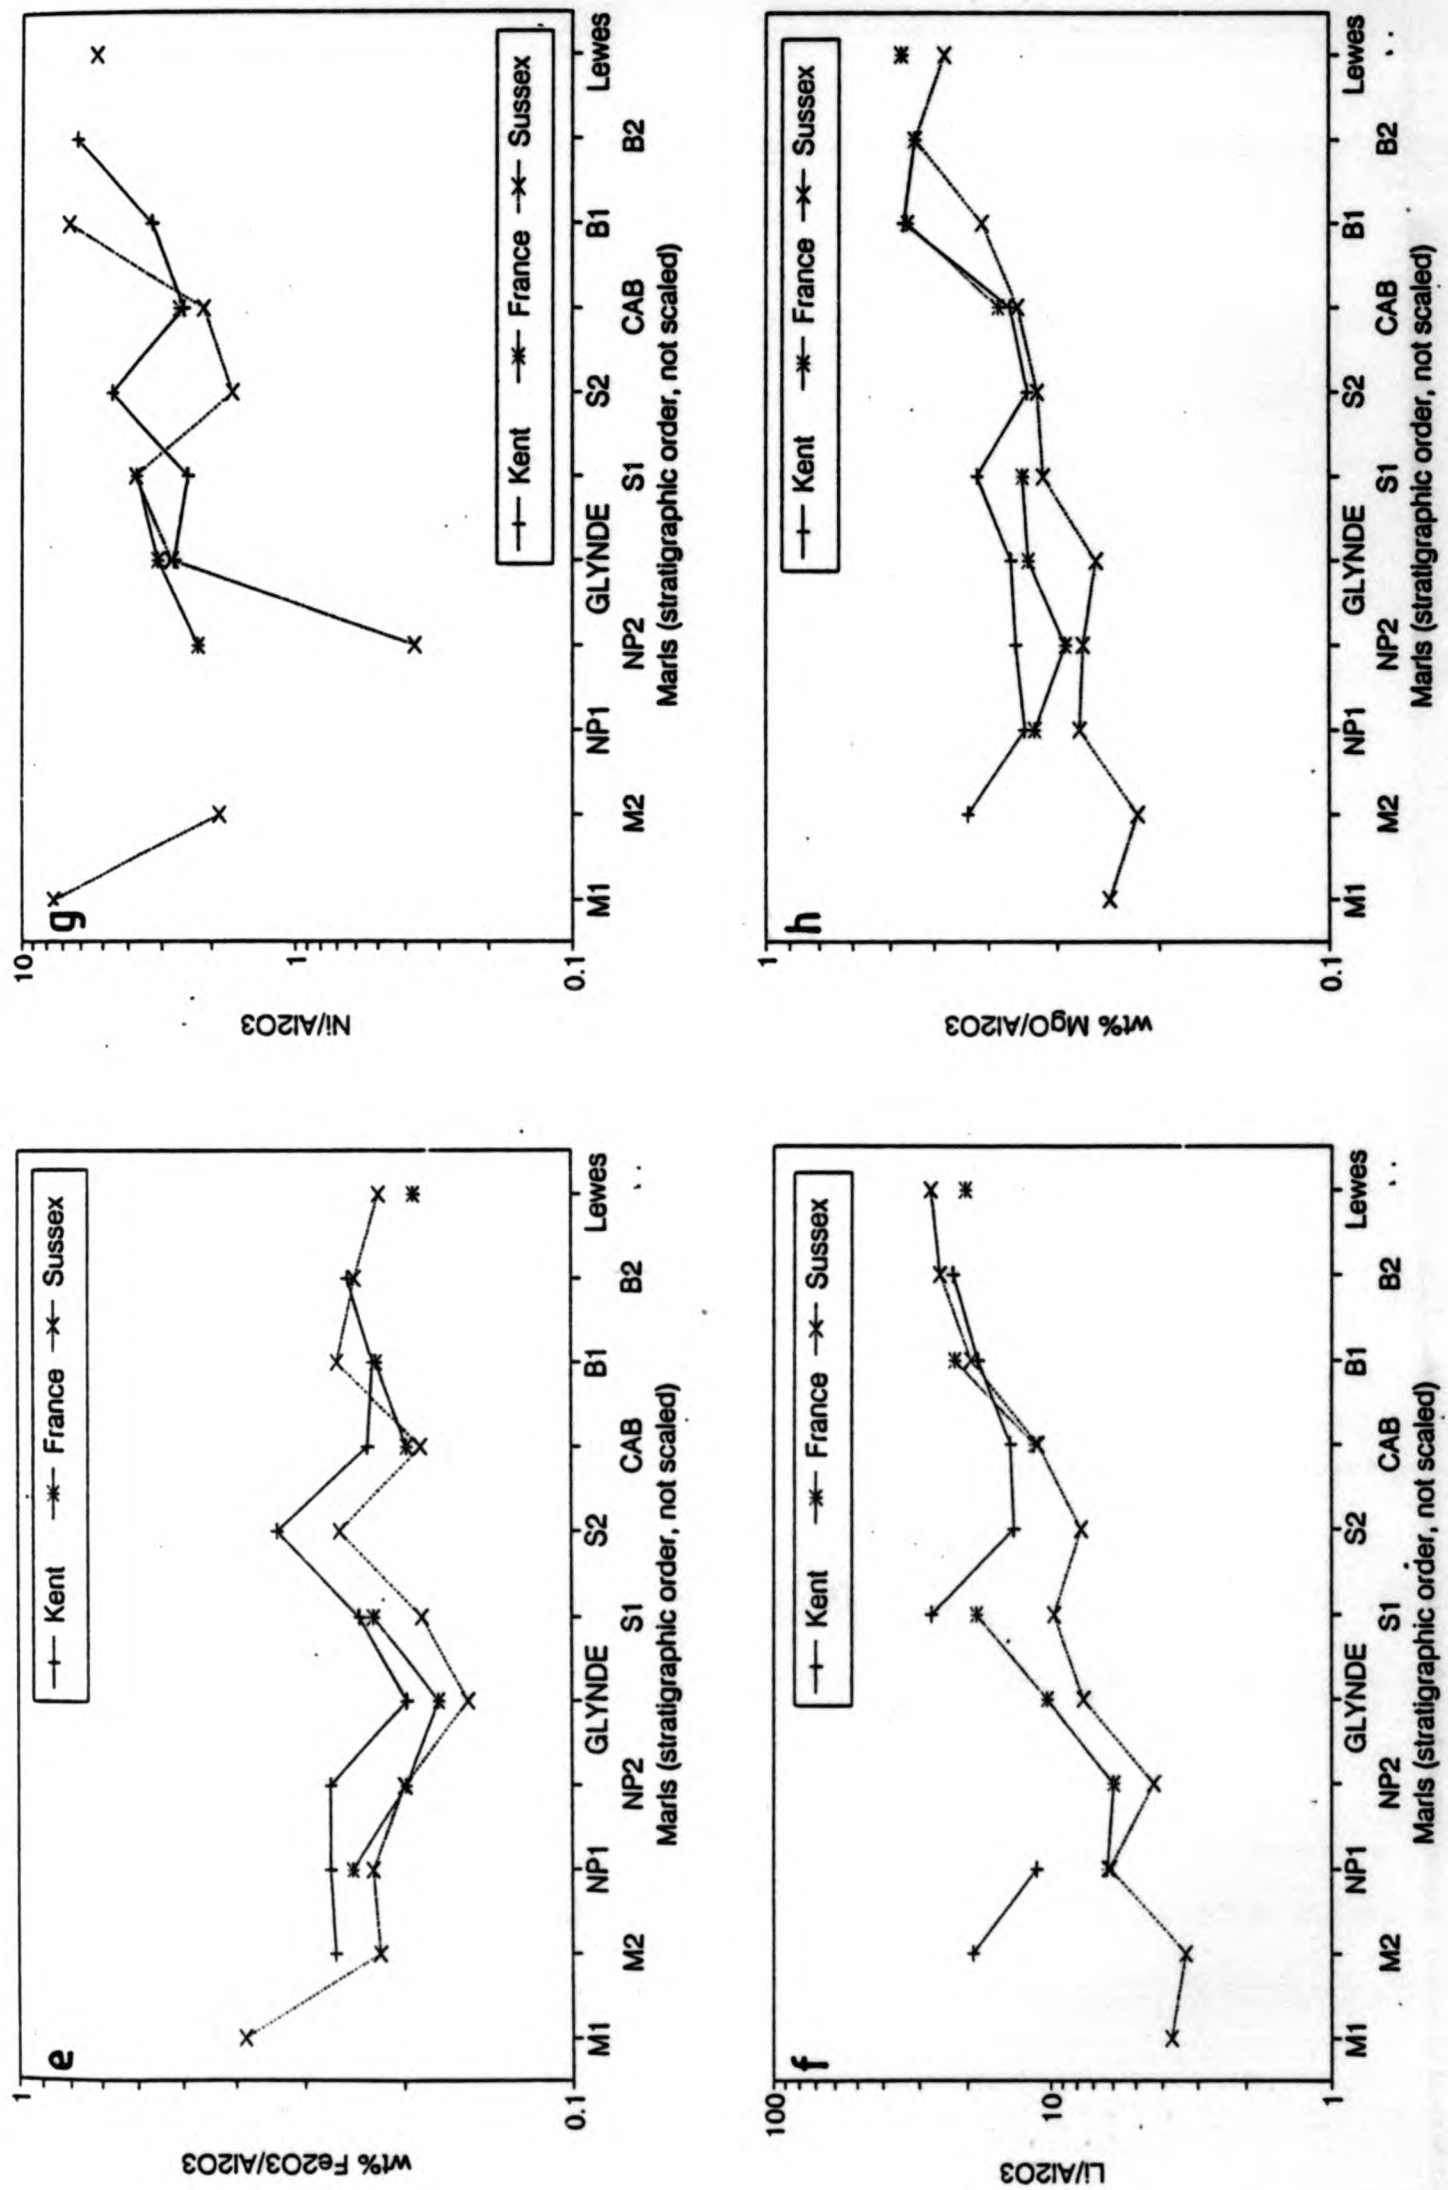 e
wt% Fe2O3/Al2O3
1
0.1
Kent France Sussex
M1 M2 NP1 NP2 GLYNDE S1 S2 CAB B1 B2 Lewes
Marls (stratigraphic order, not scaled)
f
Li/Al2O3
100
10
1
Kent France Sussex
M1 M2 NP1 NP2 GLYNDE S1 S2 CAB B1 B2 Lewes
Marls (stratigraphic order, not scaled)
g
Ni/Al2O3
10
1
0.1
Kent France Sussex
M1 M2 NP1 NP2 GLYNDE S1 S2 CAB B1 B2 Lewes
Marls (stratigraphic order, not scaled)
h
wt% MgO/Al2O3
1
0.1
Kent France Sussex
M1 M2 NP1 NP2 GLYNDE S1 S2 CAB B1 B2 Lewes
Marls (stratigraphic order, not scaled)